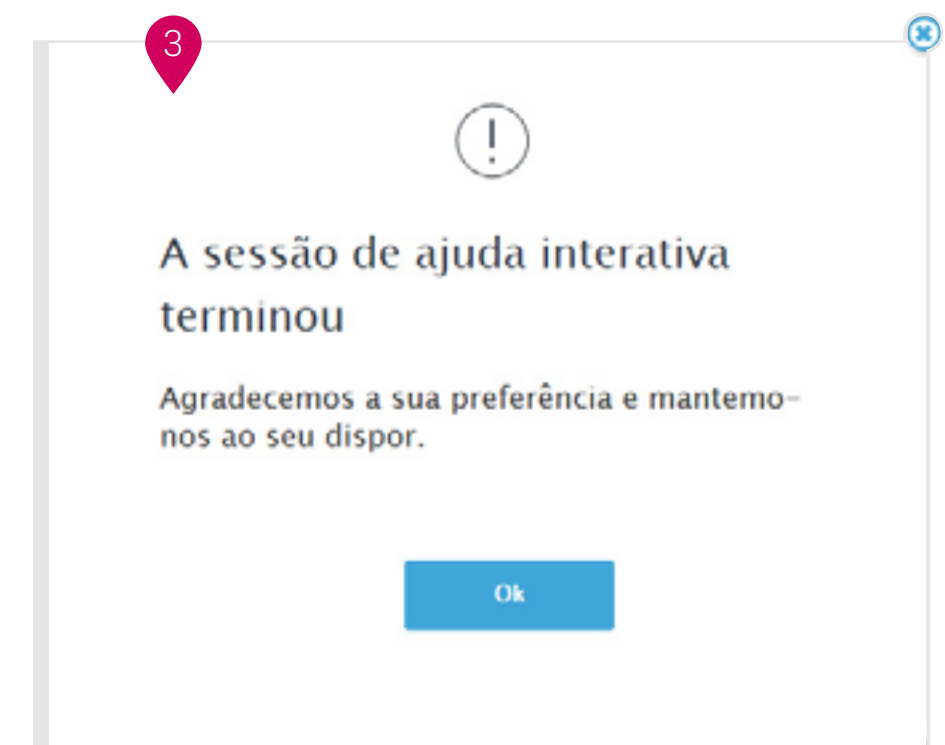 3
A sessão de ajuda interativa
terminou
Agradecemos a sua preferência e mantemo-
nos ao seu dispor.
Ok